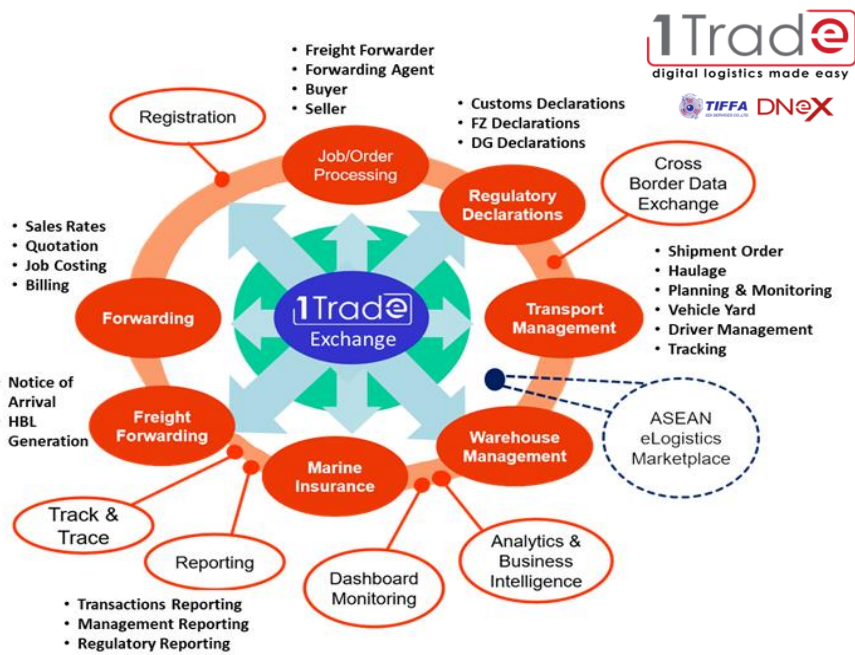 1Trade
digital logistics made easy
TIFFA
EDI SERVICES CO.,LTD.
DNeX
• Freight Forwarder
• Forwarding Agent
• Buyer
• Seller
Registration
• Customs Declarations
• FZ Declarations
• DG Declarations
Job/Order
Processing
Cross
Border Data
Exchange
Regulatory
Declarations
• Sales Rates
• Quotation
• Job Costing
• Billing
• Shipment Order
• Haulage
• Planning & Monitoring
• Vehicle Yard
• Driver Management
• Tracking
Forwarding
1Trade
Exchange
Transport
Management
Notice of
Arrival
HBL
Generation
Freight
Forwarding
ASEAN
eLogistics
Marketplace
Warehouse
Management
Marine
Insurance
Track &
Trace
Reporting
Dashboard
Monitoring
Analytics &
Business
Intelligence
• Transactions Reporting
• Management Reporting
• Regulatory Reporting